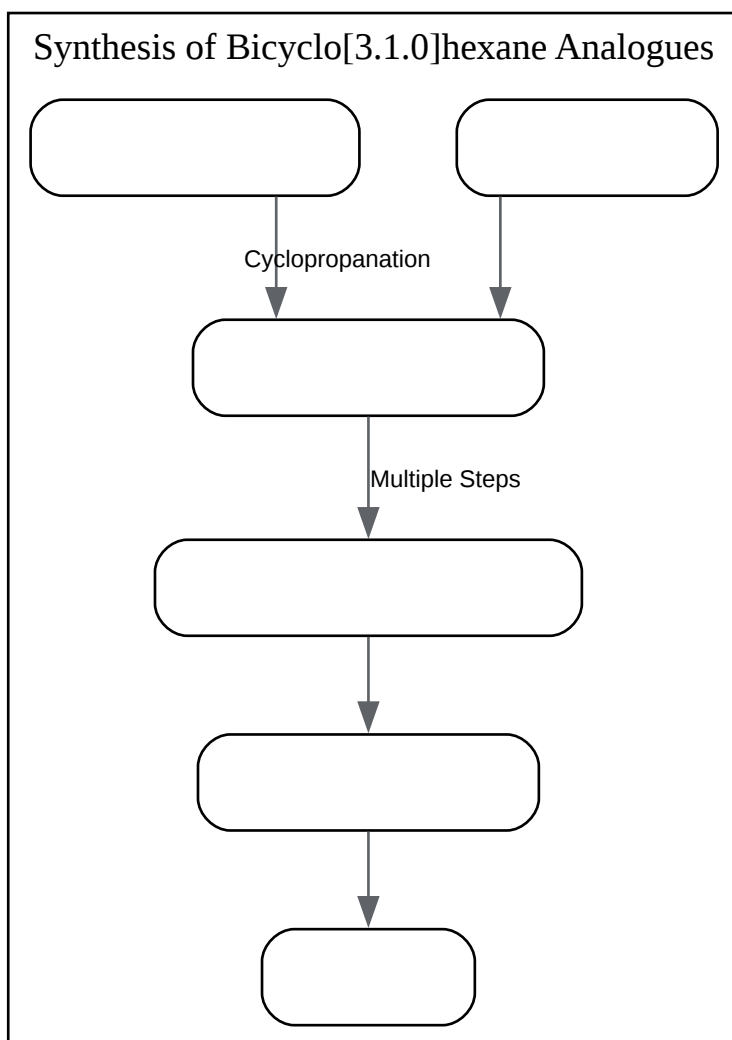 Synthesis of Bicyclo[3.1.0]hexane Analogues
Cyclopropanation
Multiple Steps